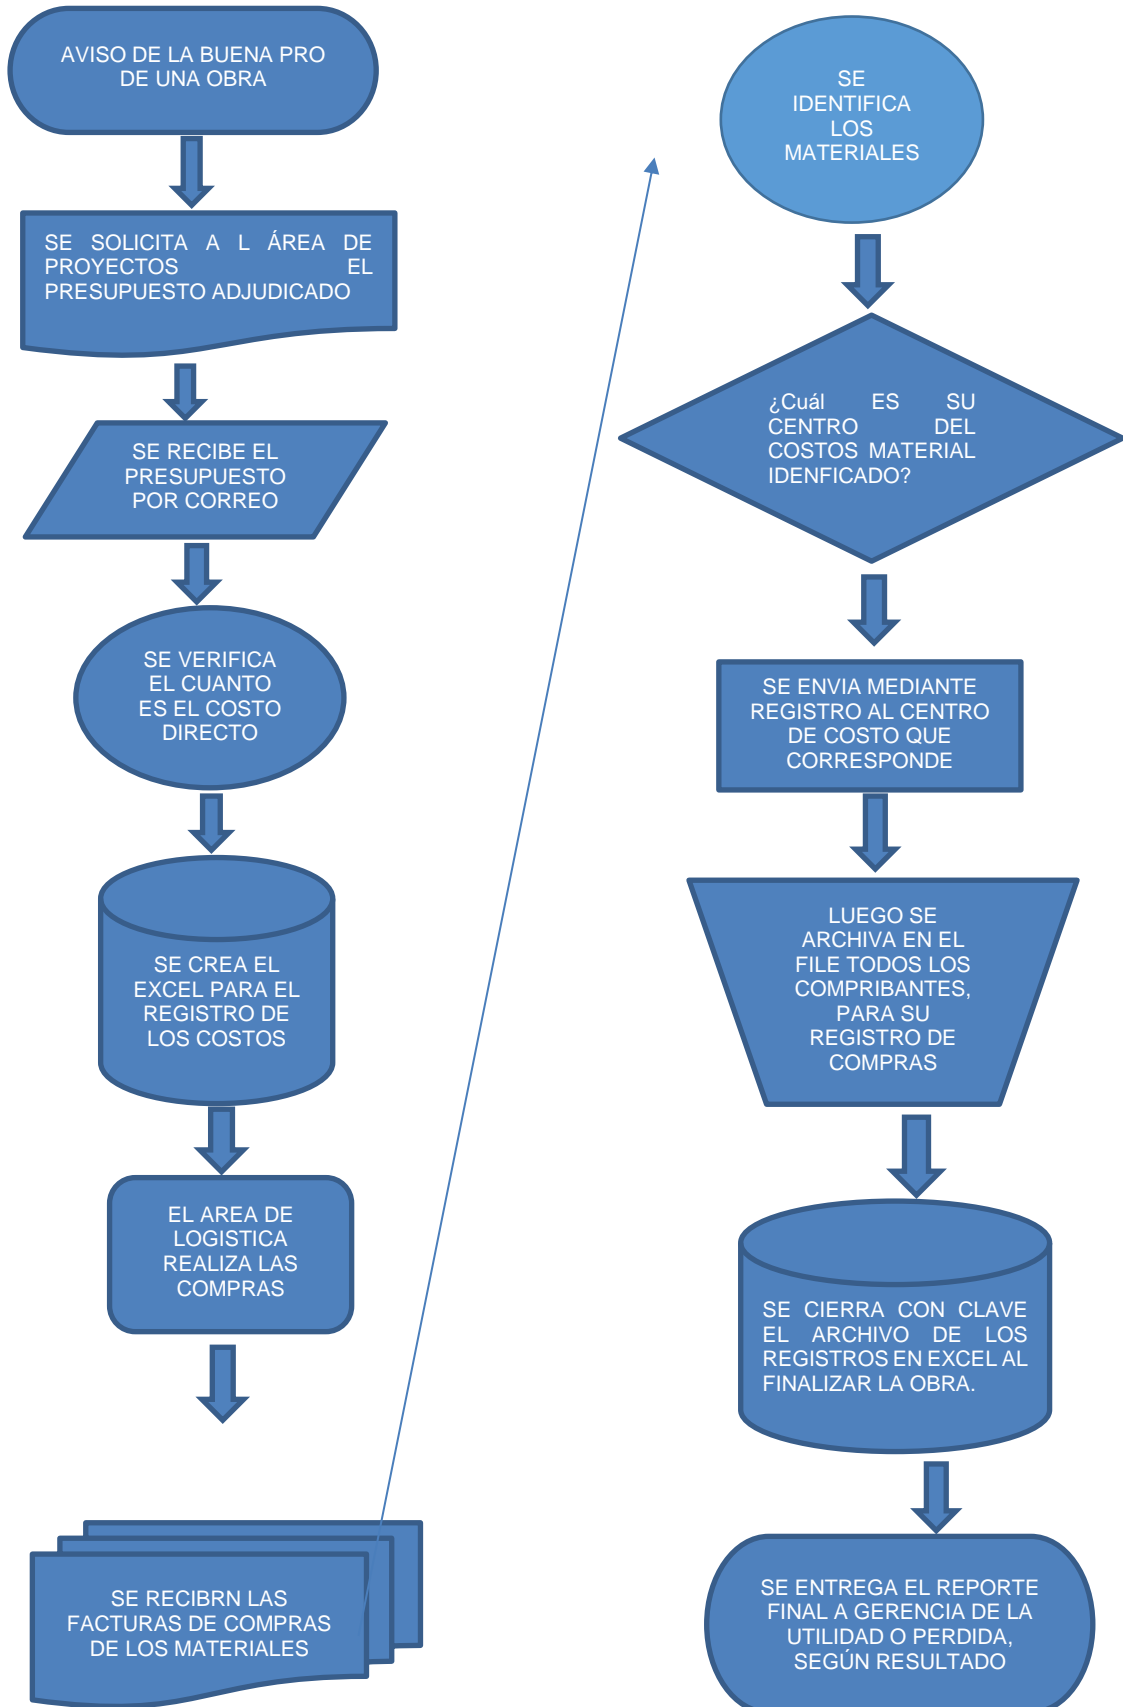 AVISO DE LA BUENA PRO
DE UNA OBRA
SE SOLICITA A L ÁREA DE
PROYECTOS EL
PRESUPUESTO ADJUDICADO
SE RECIBE EL
PRESUPUESTO
POR CORREO
SE VERIFICA
EL CUANTO
ES EL COSTO
DIRECTO
SE CREA EL
EXCEL PARA EL
REGISTRO DE
LOS COSTOS
EL AREA DE
LOGISTICA
REALIZA LAS
COMPRAS
SE RECIBRN LAS
FACTURAS DE COMPRAS
DE LOS MATERIALES
SE
IDENTIFICA
LOS
MATERIALES
¿Cuál ES SU
CENTRO DEL
COSTOS MATERIAL
IDENFICADO?
SE ENVIA MEDIANTE
REGISTRO AL CENTRO
DE COSTO QUE
CORRESPONDE
LUEGO SE
ARCHIVA EN EL
FILE TODOS LOS
COMPRIBANTES,
PARA SU
REGISTRO DE
COMPRAS
SE CIERRA CON CLAVE
EL ARCHIVO DE LOS
REGISTROS EN EXCEL AL
FINALIZAR LA OBRA.
SE ENTREGA EL REPORTE
FINAL A GERENCIA DE LA
UTILIDAD O PERDIDA,
SEGÚN RESULTADO